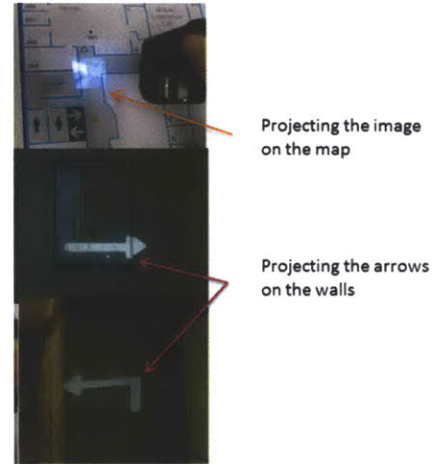 Projecting the image
on the map
Projecting the arrows
on the walls